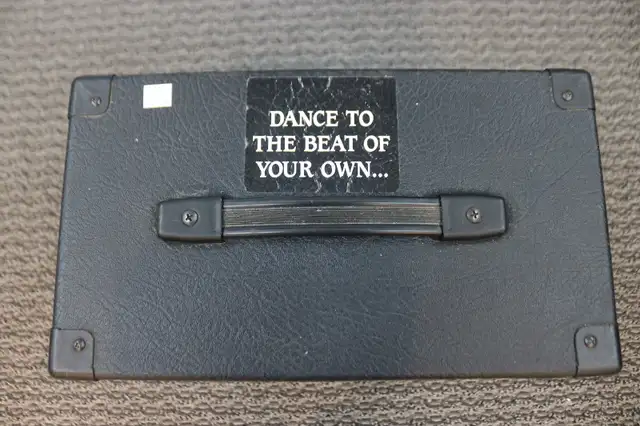 DANCE TO
THE BEAT OF
YOUR OWN...